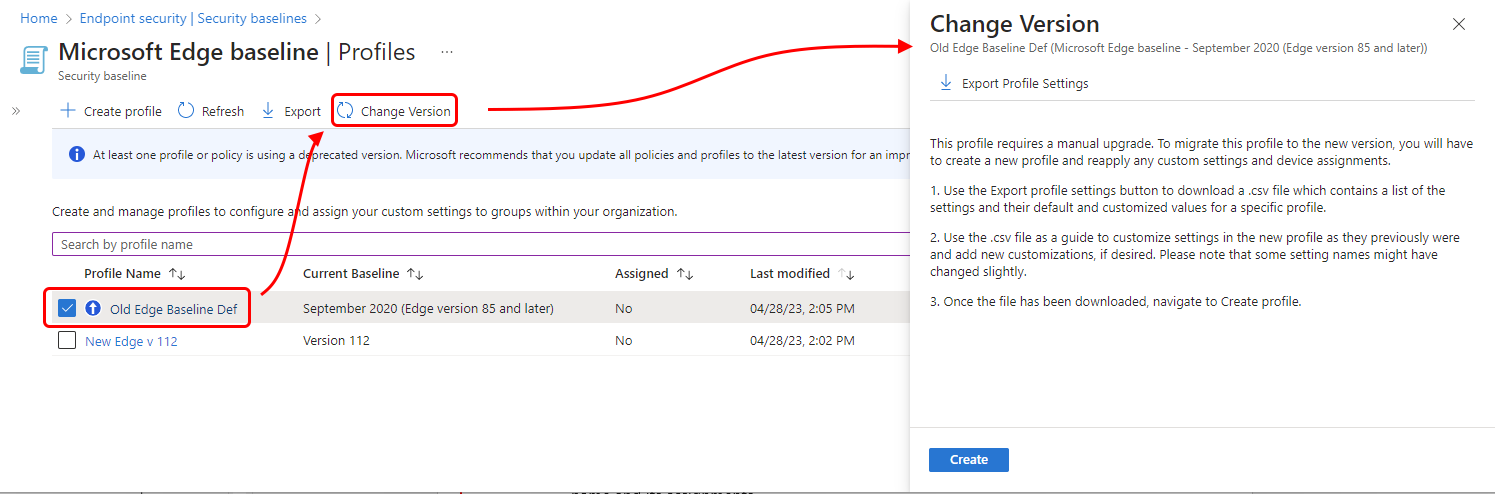 Home > Endpoint security | Security baselines >
Microsoft Edge baseline | Profiles ...
Security baseline
» + Create profile Refresh Export Change Version
At least one profile or policy is using a deprecated version. Microsoft recommends that you update all policies and profiles to the latest version for an impr
Create and manage profiles to configure and assign your custom settings to groups within your organization.
Search by profile name
Profile Name ↑↓ Current Baseline ↑↓ Assigned ↑↓ Last modified ↑↓
Old Edge Baseline Def September 2020 (Edge version 85 and later) No 04/28/23, 2:05 PM
New Edge v 112 Version 112 No 04/28/23, 2:02 PM
Change Version
Old Edge Baseline Def (Microsoft Edge baseline - September 2020 (Edge version 85 and later))
Export Profile Settings
This profile requires a manual upgrade. To migrate this profile to the new version, you will have
to create a new profile and reapply any custom settings and device assignments.
1. Use the Export profile settings button to download a .csv file which contains a list of the
settings and their default and customized values for a specific profile.
2. Use the .csv file as a guide to customize settings in the new profile as they previously were
and add new customizations, if desired. Please note that some setting names might have
changed slightly.
3. Once the file has been downloaded, navigate to Create profile.
Create